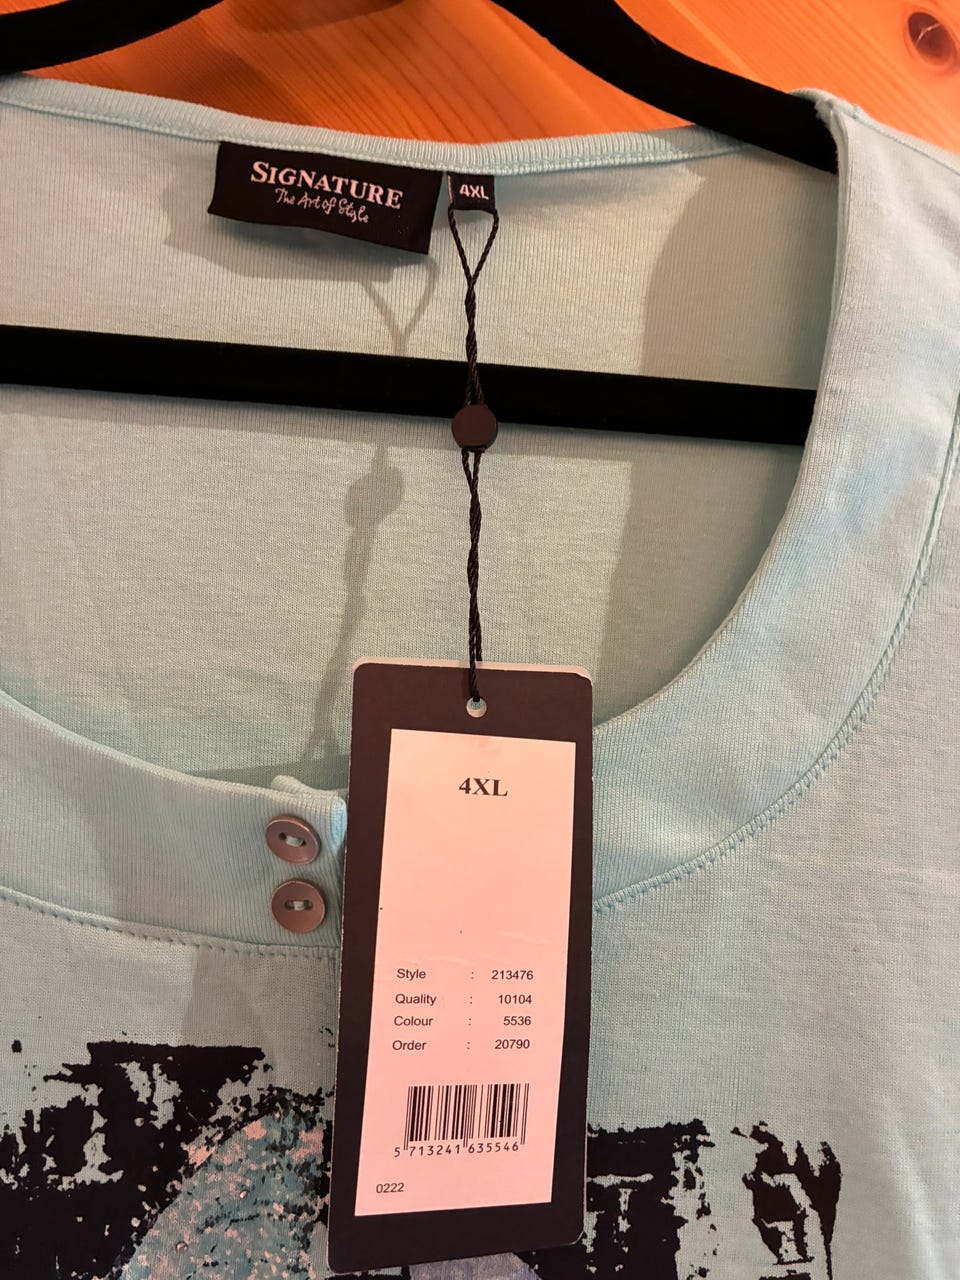 SIGNATURE
The Art of Style
4XL
4XL
Style : 213476
Quality : 10104
Colour : 5536
Order : 20790
5 713241 635546
0222